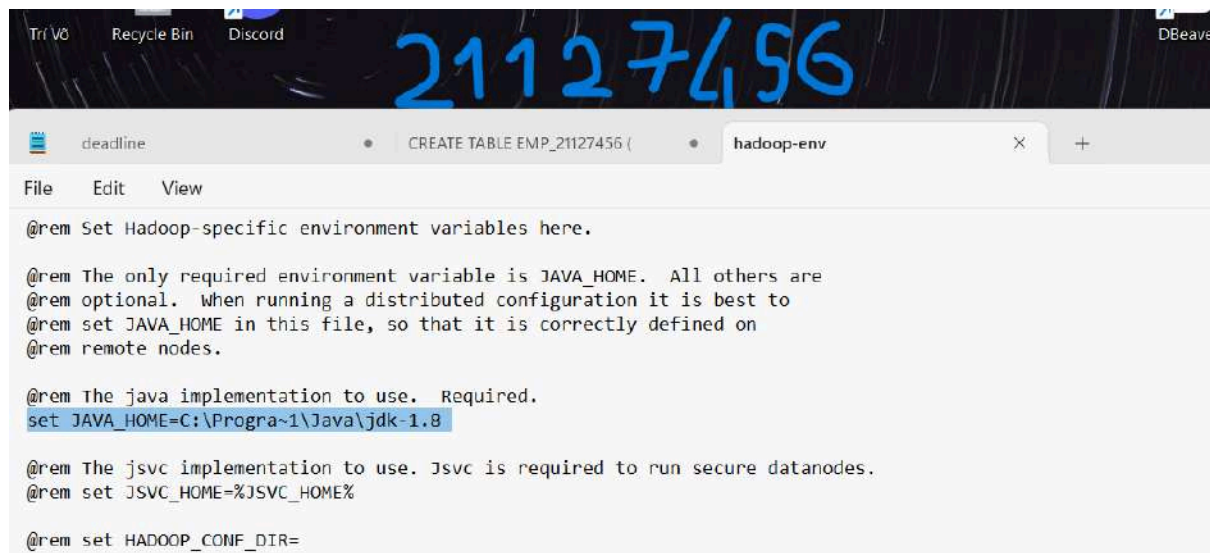 Trí Võ Recycle Bin Discord DBeave
21127456
deadline CREATE TABLE EMP_21127456 ( hadoop-env
File Edit View
@rem Set Hadoop-specific environment variables here.
@rem The only required environment variable is JAVA_HOME.  All others are
@rem optional.  When running a distributed configuration it is best to
@rem set JAVA_HOME in this file, so that it is correctly defined on
@rem remote nodes.
@rem The java implementation to use.  Required.
set JAVA_HOME=C:\Progra~1\Java\jdk-1.8
@rem The jsvc implementation to use. Jsvc is required to run secure datanodes.
@rem set JSVC_HOME=%JSVC_HOME%
@rem set HADOOP_CONF_DIR=